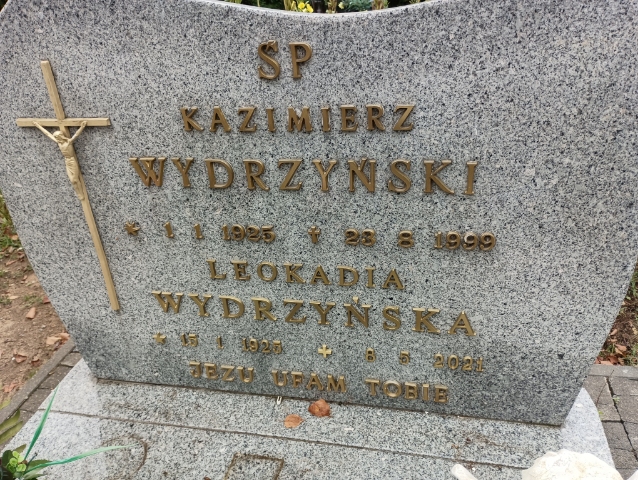 SP
KAZIMIERZ
WYDRZYŃSKI
* 1 1 1925 † 23 8 1999
LEOKADIA
WYDRZYŃSKA
* 15 1 1925 + 8 5 2021
JEZU UFAM TOBIE